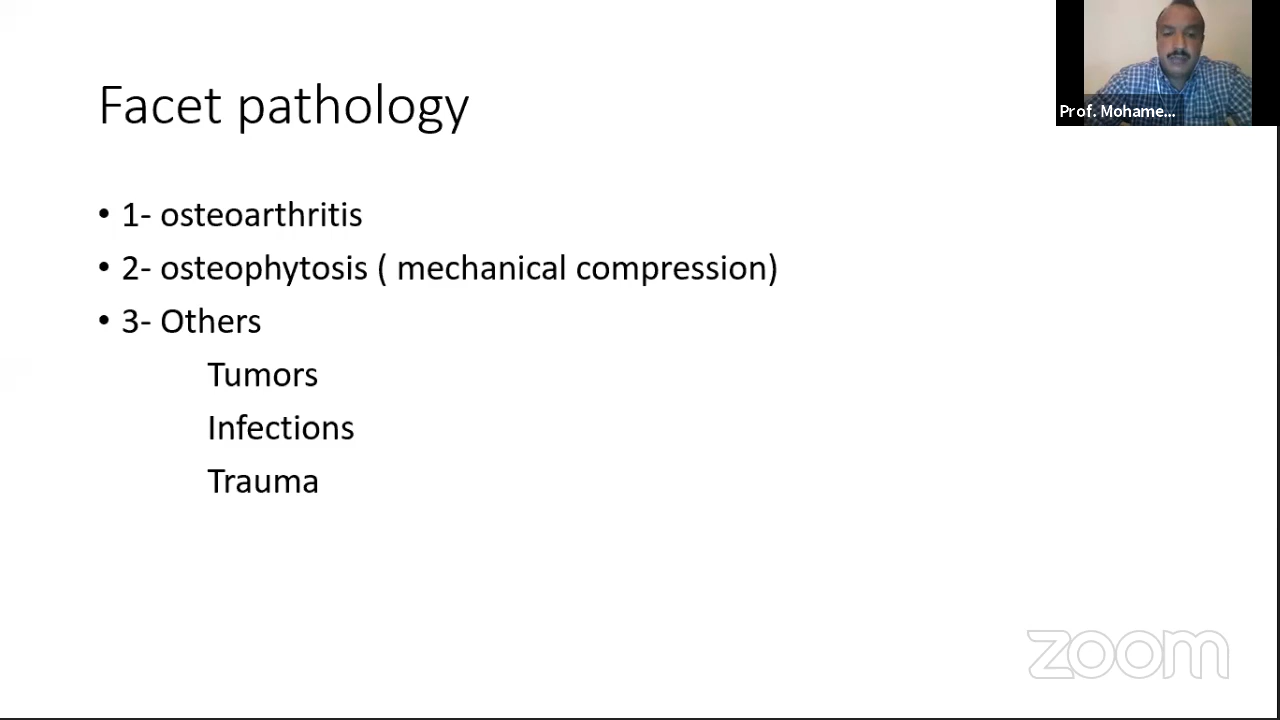 Facet pathology
Prof. Mohame...
• 1- osteoarthritis
• 2- osteophytosis ( mechanical compression)
• 3- Others
Tumors
Infections
Trauma
zoom